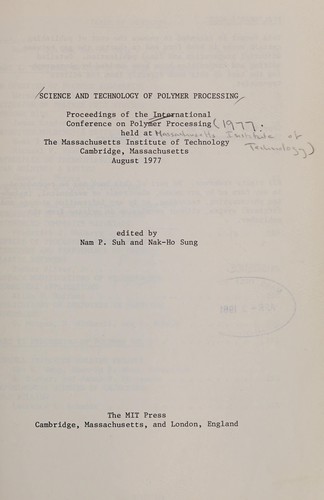 SCIENCE AND TECHNOLOGY OF POLYMER PROCESSING
Proceedings of the International
Conference on Polymer Processing (1977:
held at Massachusetts Institute of
The Massachusetts Institute of Technology Technology)
Cambridge, Massachusetts
August 1977
edited by
Nam P. Suh and Nak-Ho Sung
The MIT Press
Cambridge, Massachusetts, and London, England